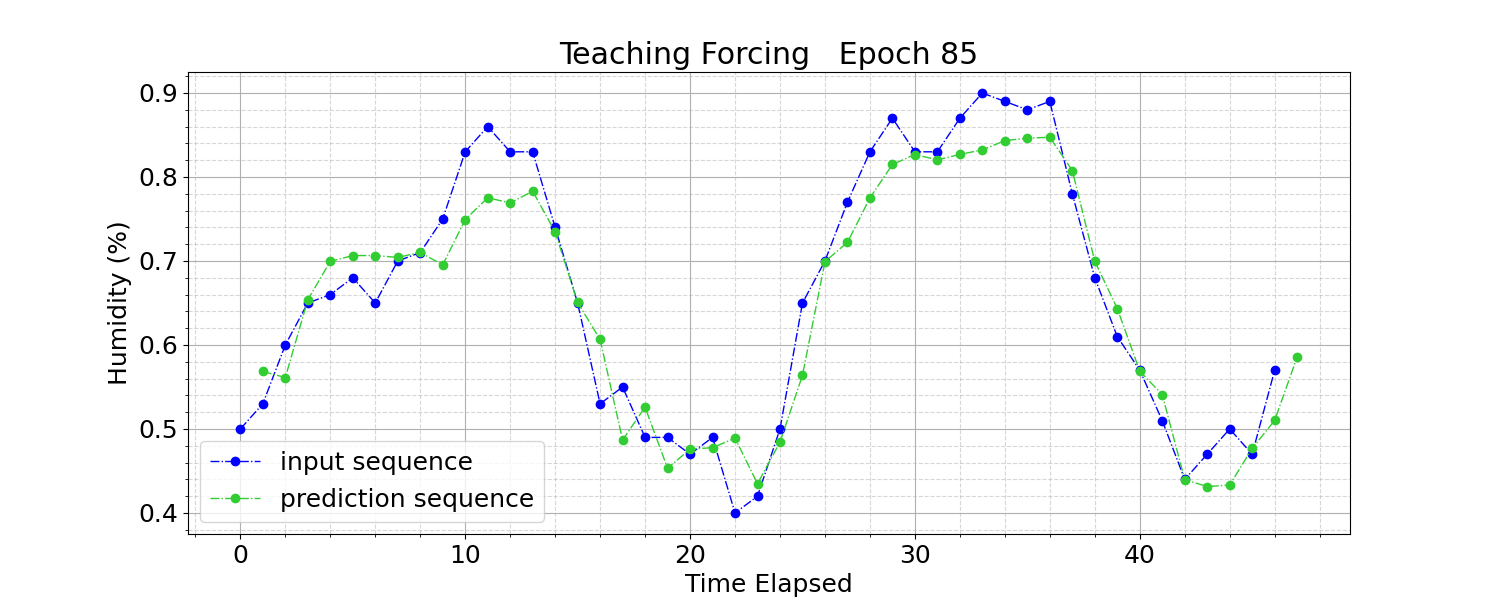 Teaching Forcing   Epoch 85
0.9
0.8
0.7
0.6
0.5
0.4
Humidity (%)
input sequence
prediction sequence
0 10 20 30 40
Time Elapsed